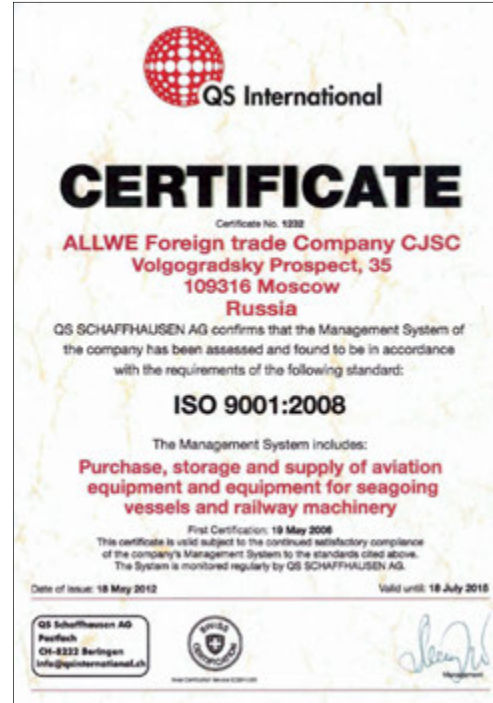 QS International
CERTIFICATE
Certificate No. 1232
ALLWE Foreign trade Company CJSC
Volgogradsky Prospect, 35
109316 Moscow
Russia
QS SCHAFFHAUSEN AG confirms that the Management System of
the company has been assessed and found to be in accordance
with the requirements of the following standard:
ISO 9001:2008
The Management System includes:
Purchase, storage and supply of aviation
equipment and equipment for seagoing
vessels and railway machinery
First Certification: 19 May 2006
This certificate is valid subject to the continued satisfactory compliance
of the company's Management System to the standards cited above.
The System is monitored regularly by QS SCHAFFHAUSEN AG.
Date of issue: 18 May 2012
Valid until: 18 July 2015
QS Schaffhausen AG
Postfach
CH-8222 Beringen
info@qsinternational.ch
SWISS
CERTIFICATION
Management